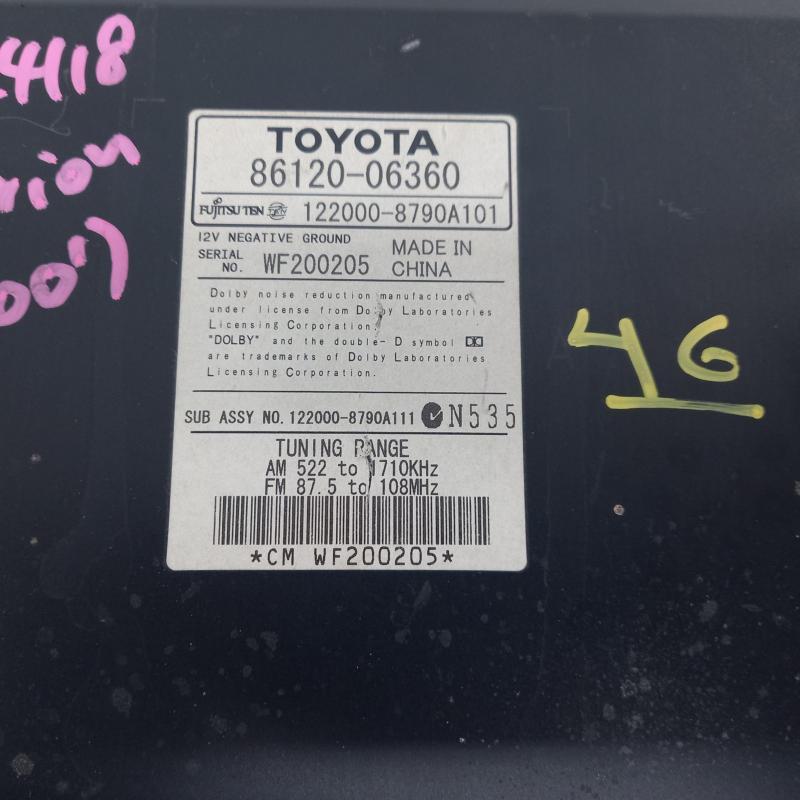 4118
rion
007
TOYOTA
86120-06360
FUJITSU TEN TEN 122000-8790A101
12V NEGATIVE GROUND
SERIAL NO. WF200205
MADE IN CHINA
Dolby noise reduction manufactured
under license from Dolby Laboratories
Licensing Corporation.
"DOLBY" and the double- D symbol
are trademarks of Dolby Laboratories
Licensing Corporation.
SUB ASSY NO. 122000-8790A111 N535
TUNING RANGE
AM 522 to 1710KHz
FM 87.5 to 108MHz
*CM WF200205*
4G